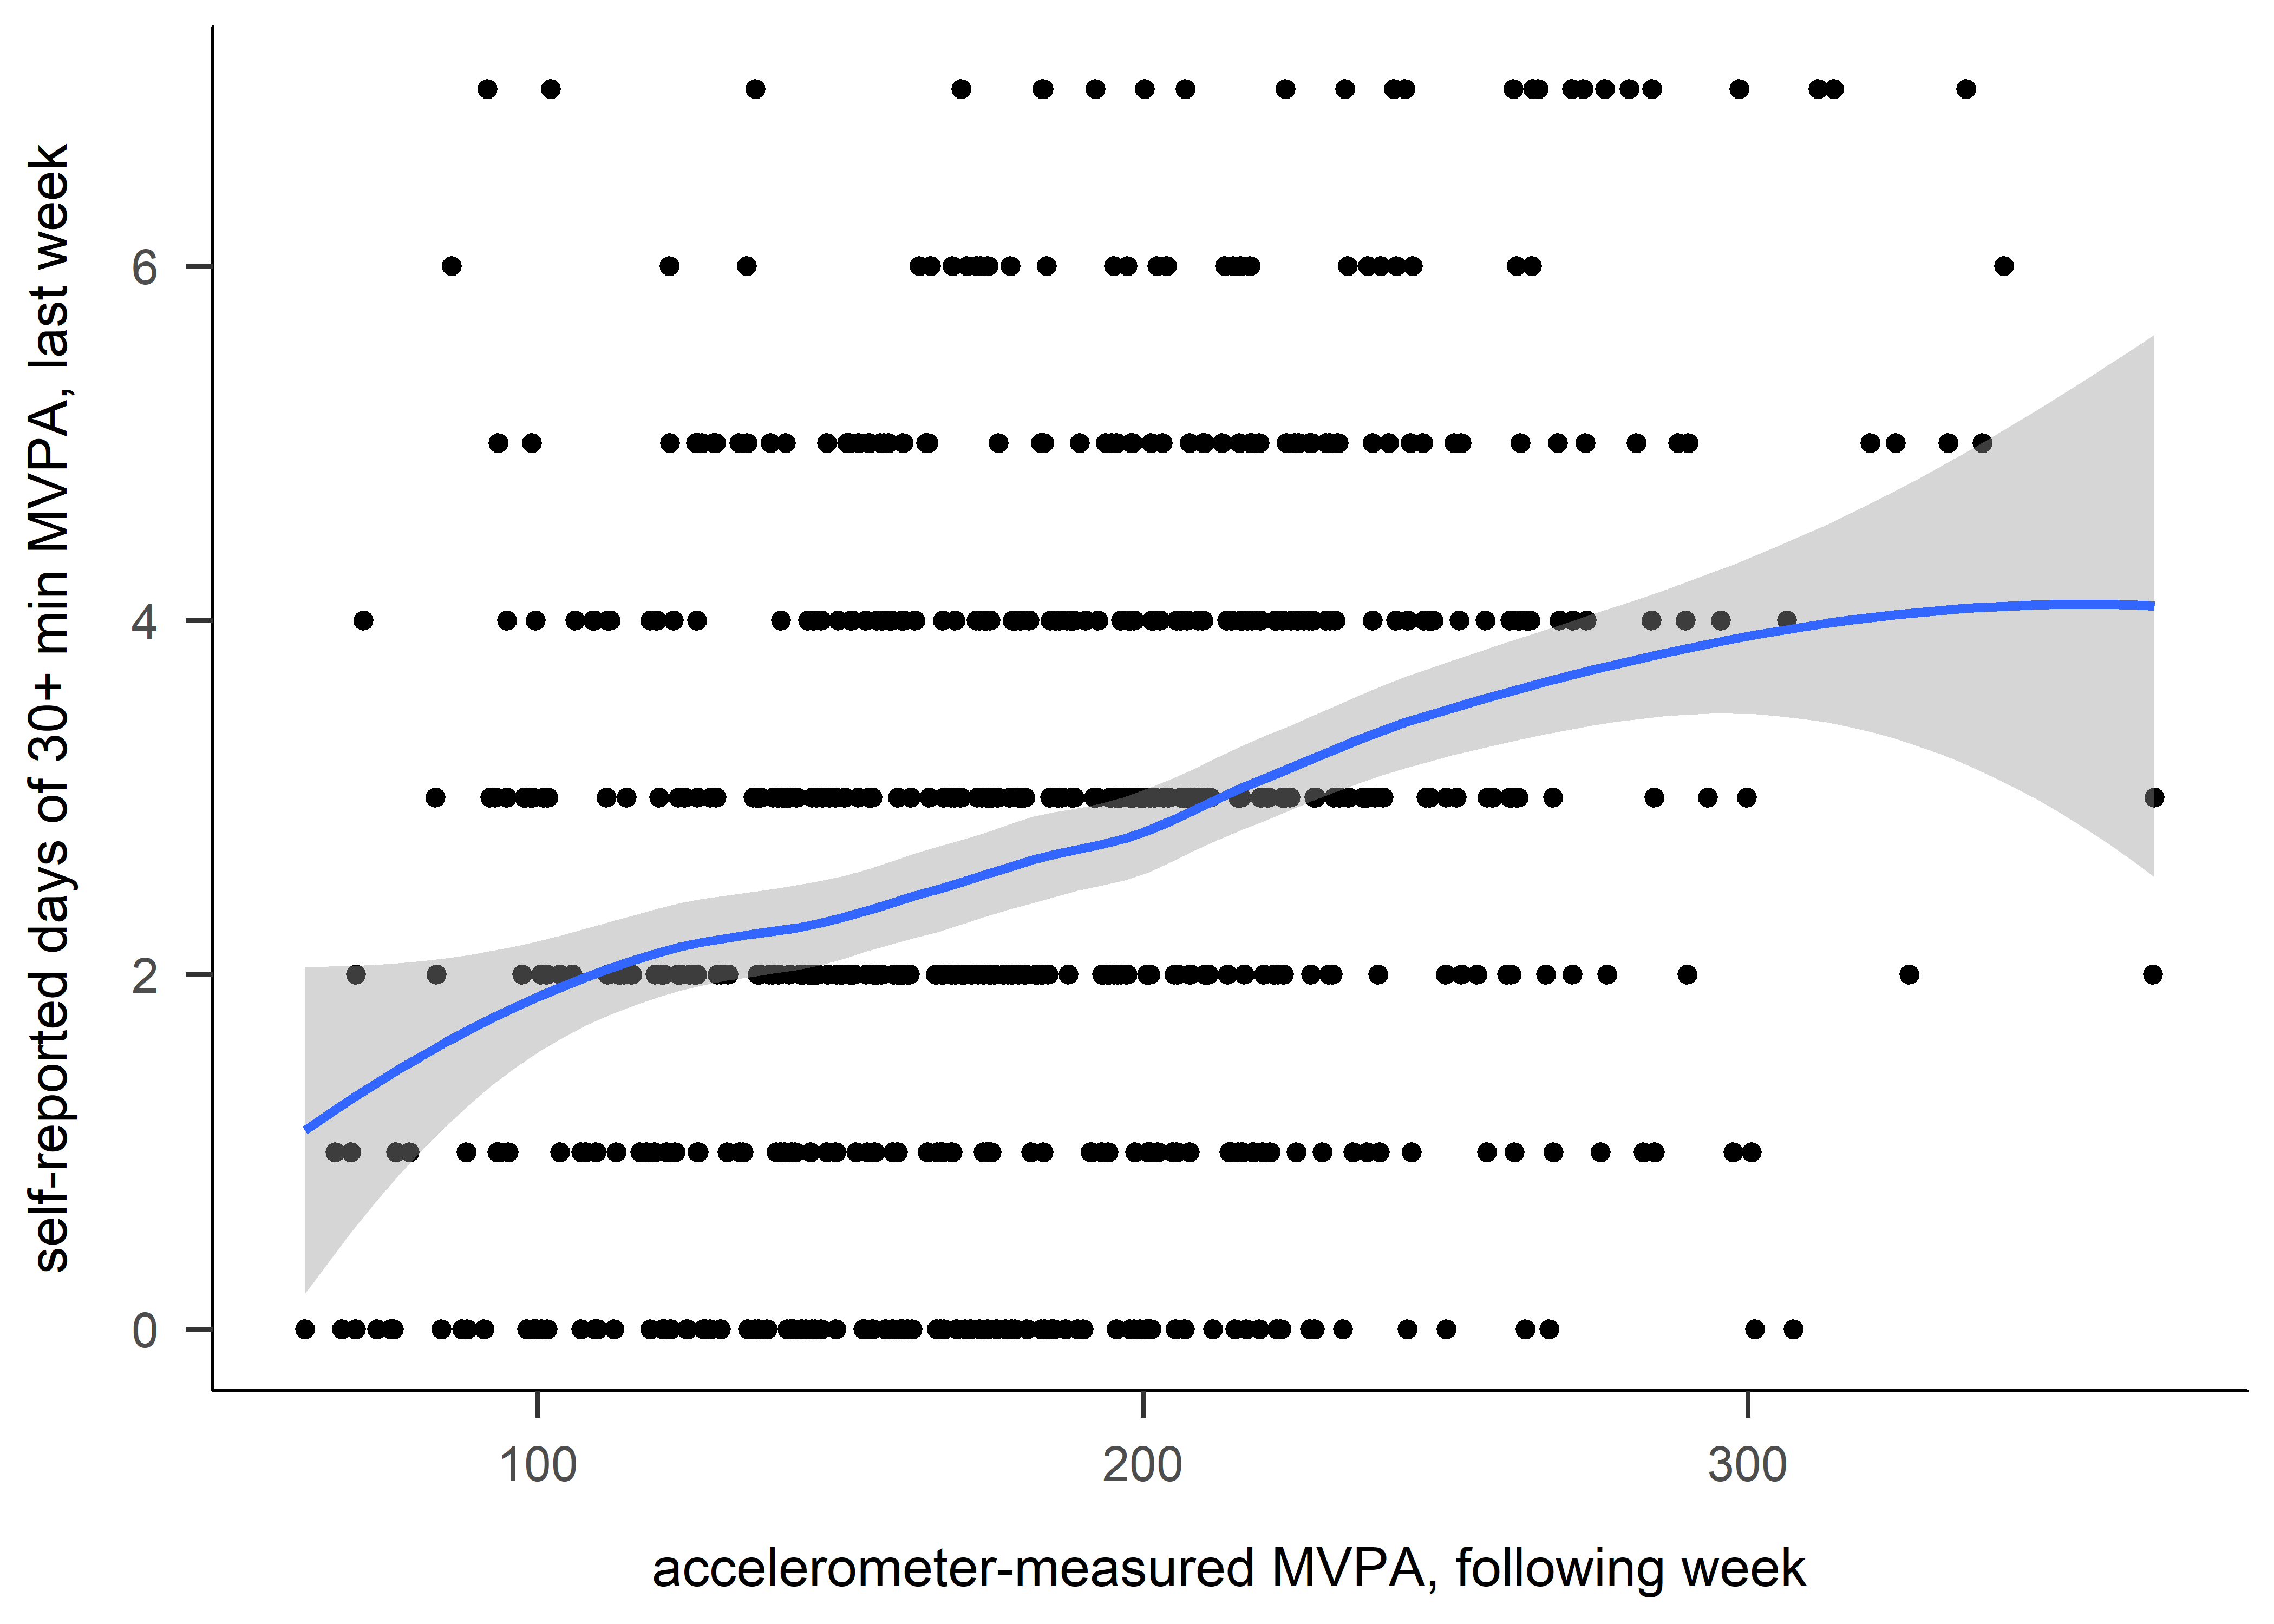 self-reported days of 30+ min MVPA, last week
6
4
2
0
100 200 300
accelerometer-measured MVPA, following week